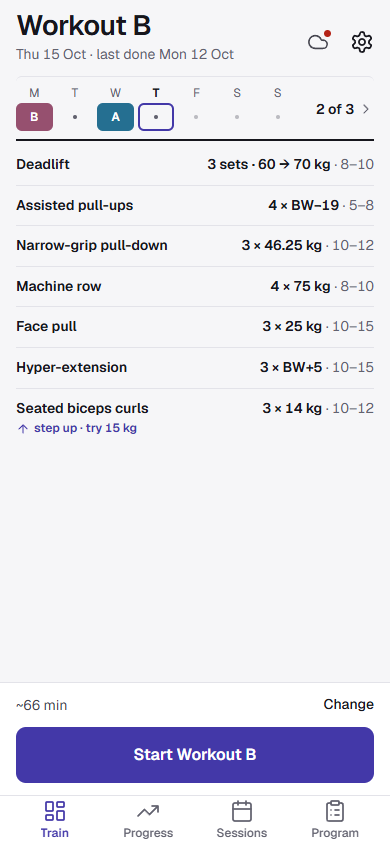 Workout B
Thu 15 Oct · last done Mon 12 Oct
M T W T F S S
B A
2 of 3
Deadlift 3 sets · 60 → 70 kg · 8–10
Assisted pull-ups 4 × BW–19 · 5–8
Narrow-grip pull-down 3 × 46.25 kg · 10–12
Machine row 4 × 75 kg · 8–10
Face pull 3 × 25 kg · 10–15
Hyper-extension 3 × BW+5 · 10–15
Seated biceps curls 3 × 14 kg · 10–12
↑ step up · try 15 kg
~66 min Change
Start Workout B
Train Progress Sessions Program